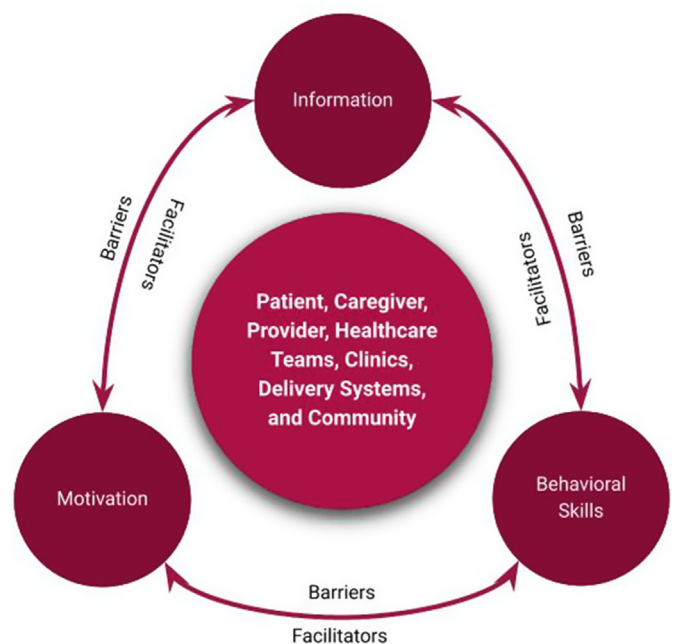 Information
Barriers
Facilitators
Facilitators
Barriers
Patient, Caregiver,
Provider, Healthcare
Teams, Clinics,
Delivery Systems,
and Community
Motivation
Behavioral
Skills
Barriers
Facilitators